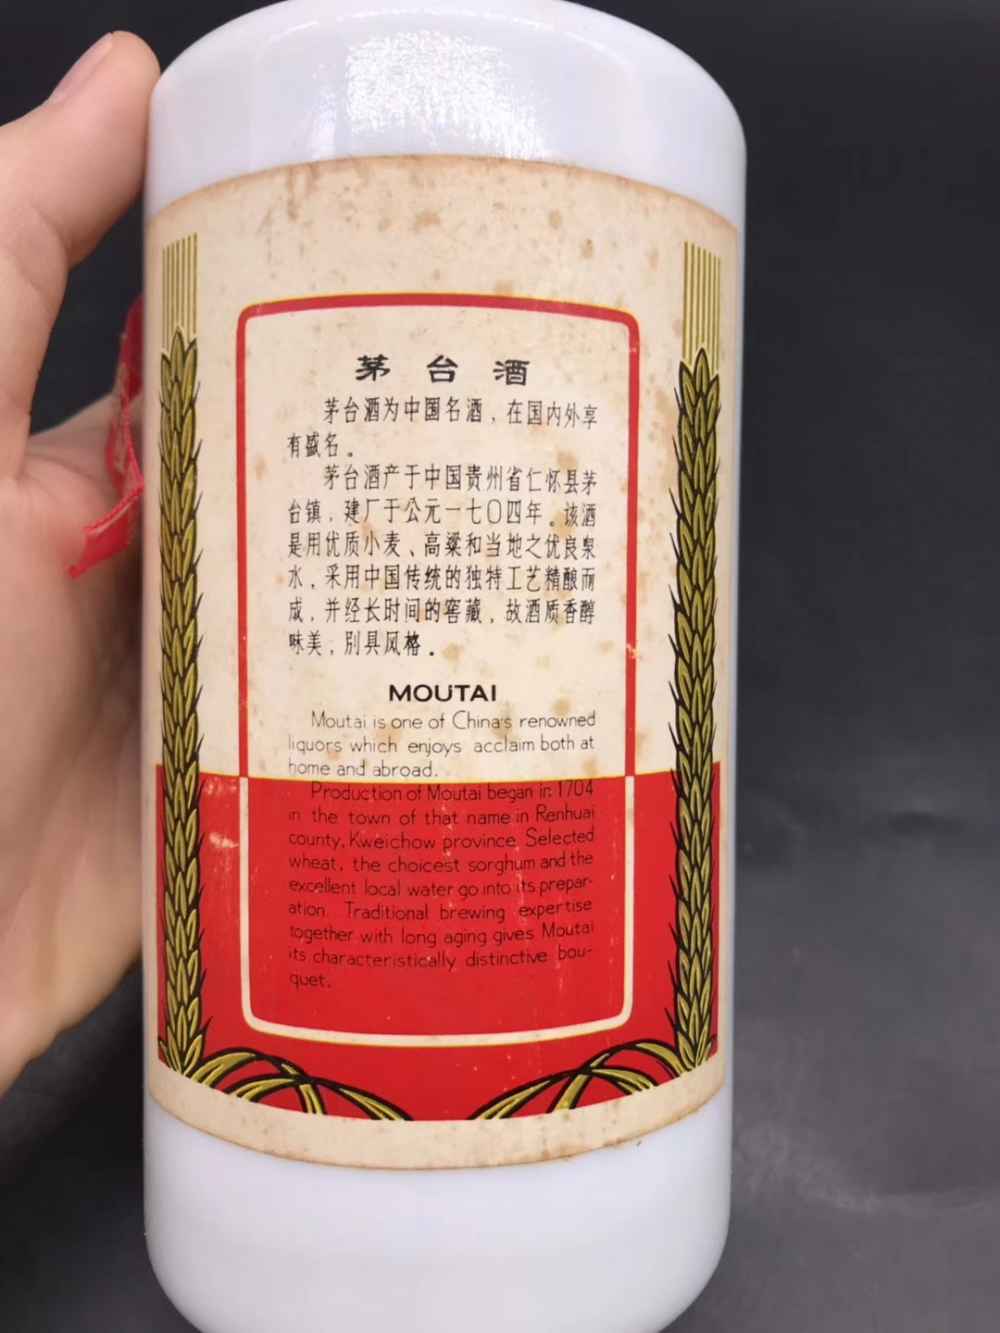 茅台酒
茅台酒为中国名酒，在国内外享
有盛名。
茅台酒产于中国贵州省仁怀县茅
台镇，建厂于公元一七〇四年。该酒
是用优质小麦、高粱和当地之优良泉
水，采用中国传统的独特工艺精酿而
成，并经长时间的窖藏，故酒质香醇
味美，别具风格。
MOUTAI
Moutai is one of China's renowned
liquors which enjoys acclaim both at
home and abroad.
Production of Moutai began in 1704
in the town of that name in Renhuai
county, Kweichow province. Selected
wheat, the choicest sorghum and the
excellent local water go into its prepar-
ation. Traditional brewing expertise
together with long aging gives Moutai
its characteristically distinctive bou-
quet.